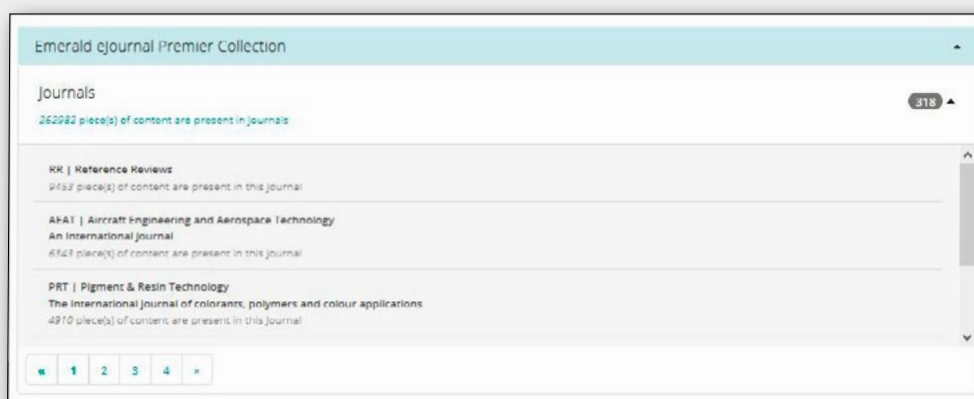 Emerald eJournal Premier Collection
Journals
318
262982 piece(s) of content are present in Journals
RR | Reference Reviews
9453 piece(s) of content are present in this Journal
AEAT | Aircraft Engineering and Aerospace Technology
An International Journal
6343 piece(s) of content are present in this Journal
PRT | Pigment & Resin Technology
The international journal of colorants, polymers and colour applications
4910 piece(s) of content are present in this Journal
« 1 2 3 4 »